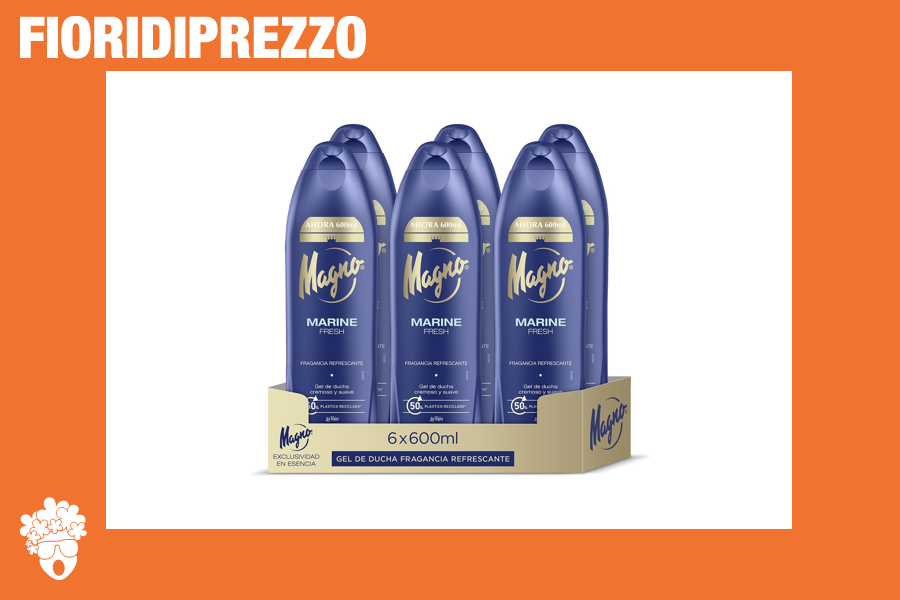 FIORIDIPREZZO
AHORA 600ml
AHORA 600ml
AHORA 600ml
Magno®
Magno®
Magno®
MARINE
FRESH
MARINE
FRESH
MARINE
FRESH
FRAGANCIA REFRESCANTE
FRAGANCIA REFRESCANTE
FRAGANCIA REFRESCANTE
Gel de ducha
cremoso y suave
Gel de ducha
cremoso y suave
Gel de ducha
cremoso y suave
50% PLÁSTICO RECICLADO*
50% PLÁSTICO RECICLADO*
50% PLÁSTICO
La Toja
Magno
EXCLUSIVIDAD
EN ESENCIA
6x600ml
GEL DE DUCHA FRAGANCIA REFRESCANTE
Magno